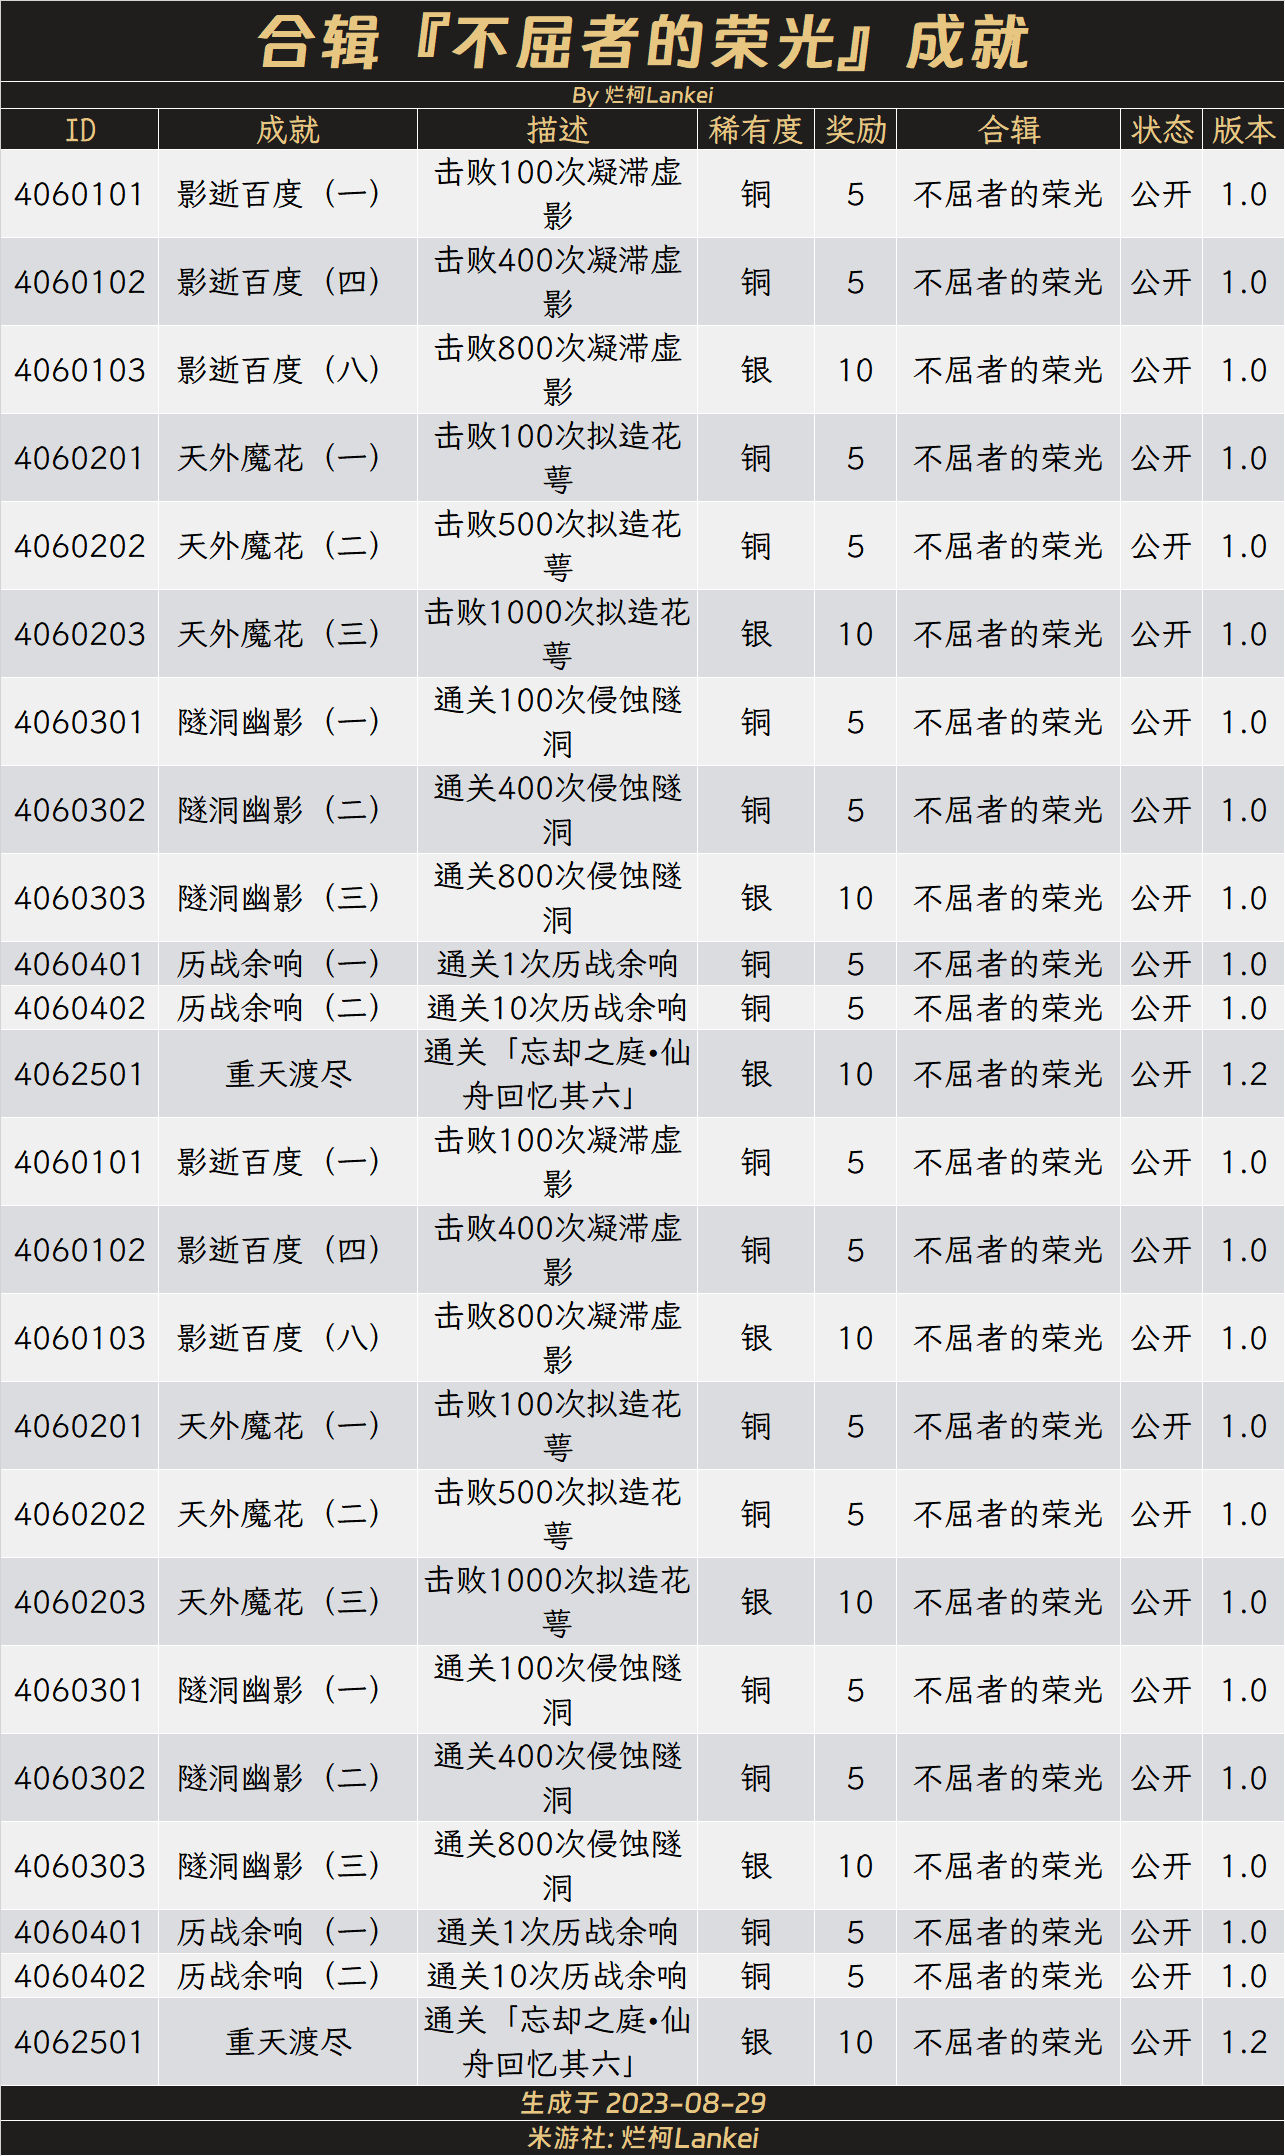 合辑『不屈者的荣光』成就
By 烂柯Lankei
ID 成就 描述 稀有度 奖励 合辑 状态 版本
4060101 影逝百度（一） 击败100次凝滞虚影 铜 5 不屈者的荣光 公开 1.0
4060102 影逝百度（四） 击败400次凝滞虚影 铜 5 不屈者的荣光 公开 1.0
4060103 影逝百度（八） 击败800次凝滞虚影 银 10 不屈者的荣光 公开 1.0
4060201 天外魔花（一） 击败100次拟造花萼 铜 5 不屈者的荣光 公开 1.0
4060202 天外魔花（二） 击败500次拟造花萼 铜 5 不屈者的荣光 公开 1.0
4060203 天外魔花（三） 击败1000次拟造花萼 银 10 不屈者的荣光 公开 1.0
4060301 隧洞幽影（一） 通关100次侵蚀隧洞 铜 5 不屈者的荣光 公开 1.0
4060302 隧洞幽影（二） 通关400次侵蚀隧洞 铜 5 不屈者的荣光 公开 1.0
4060303 隧洞幽影（三） 通关800次侵蚀隧洞 银 10 不屈者的荣光 公开 1.0
4060401 历战余响（一） 通关1次历战余响 铜 5 不屈者的荣光 公开 1.0
4060402 历战余响（二） 通关10次历战余响 铜 5 不屈者的荣光 公开 1.0
4062501 重天渡尽 通关「忘却之庭•仙舟回忆其六」 银 10 不屈者的荣光 公开 1.2
4060101 影逝百度（一） 击败100次凝滞虚影 铜 5 不屈者的荣光 公开 1.0
4060102 影逝百度（四） 击败400次凝滞虚影 铜 5 不屈者的荣光 公开 1.0
4060103 影逝百度（八） 击败800次凝滞虚影 银 10 不屈者的荣光 公开 1.0
4060201 天外魔花（一） 击败100次拟造花萼 铜 5 不屈者的荣光 公开 1.0
4060202 天外魔花（二） 击败500次拟造花萼 铜 5 不屈者的荣光 公开 1.0
4060203 天外魔花（三） 击败1000次拟造花萼 银 10 不屈者的荣光 公开 1.0
4060301 隧洞幽影（一） 通关100次侵蚀隧洞 铜 5 不屈者的荣光 公开 1.0
4060302 隧洞幽影（二） 通关400次侵蚀隧洞 铜 5 不屈者的荣光 公开 1.0
4060303 隧洞幽影（三） 通关800次侵蚀隧洞 银 10 不屈者的荣光 公开 1.0
4060401 历战余响（一） 通关1次历战余响 铜 5 不屈者的荣光 公开 1.0
4060402 历战余响（二） 通关10次历战余响 铜 5 不屈者的荣光 公开 1.0
4062501 重天渡尽 通关「忘却之庭•仙舟回忆其六」 银 10 不屈者的荣光 公开 1.2
生成于 2023-08-29
米游社: 烂柯Lankei